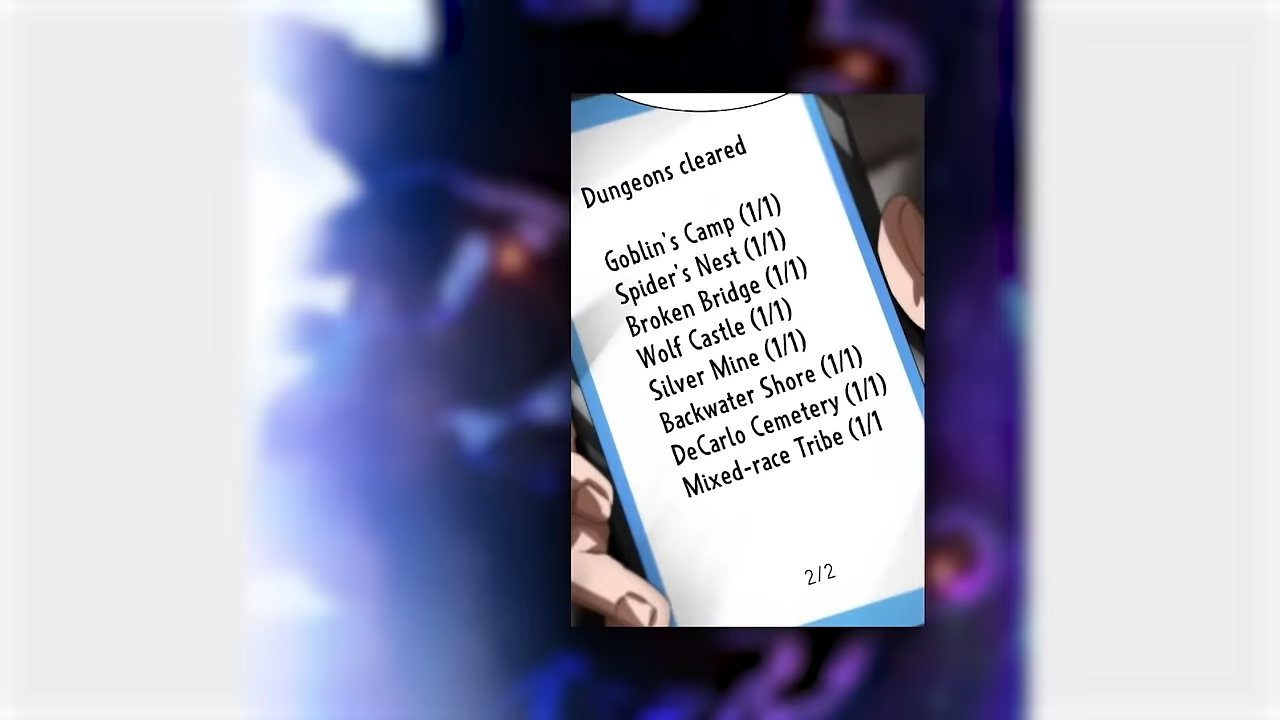 Dungeons cleared
Goblin's Camp (1/1)
Spider's Nest (1/1)
Broken Bridge (1/1)
Wolf Castle (1/1)
Silver Mine (1/1)
Backwater Shore (1/1)
DeCarlo Cemetery (1/1)
Mixed-race Tribe (1/1
2/2